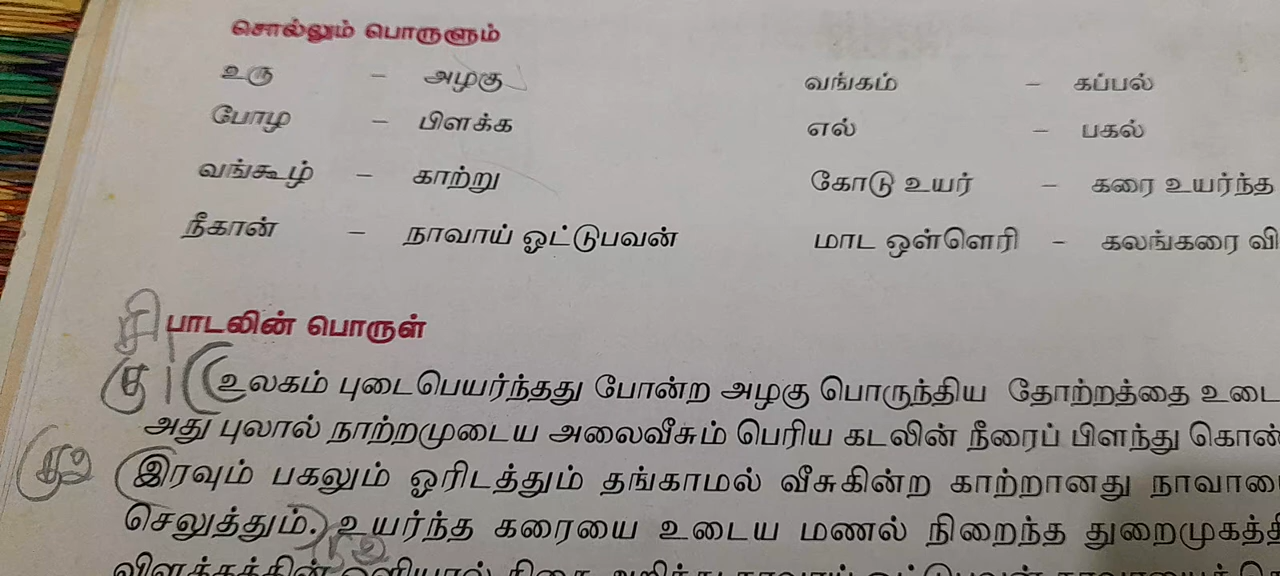 சொல்லும் பொருளும்
உரு – அழகு வங்கம் – கப்பல்
போழ – பிளக்க எல் – பகல்
வங்கூழ் – காற்று கோடு உயர் – கரை உயர்ந்த
நீகான் – நாவாய் ஓட்டுபவன் மாட ஒள்ளெரி – கலங்கரை
பாடலின் பொருள்
உலகம் புடைபெயர்ந்தது போன்ற அழகு பொருந்திய தோற்றத்தை
அது புலால் நாற்றமுடைய அலைவீசும் பெரிய கடலின் நீரைப் பிளந்து
இரவும் பகலும் ஓரிடத்தும் தங்காமல் வீசுகின்ற காற்றானது
செலுத்தும். உயர்ந்த கரையை உடைய மணல் நிறைந்த